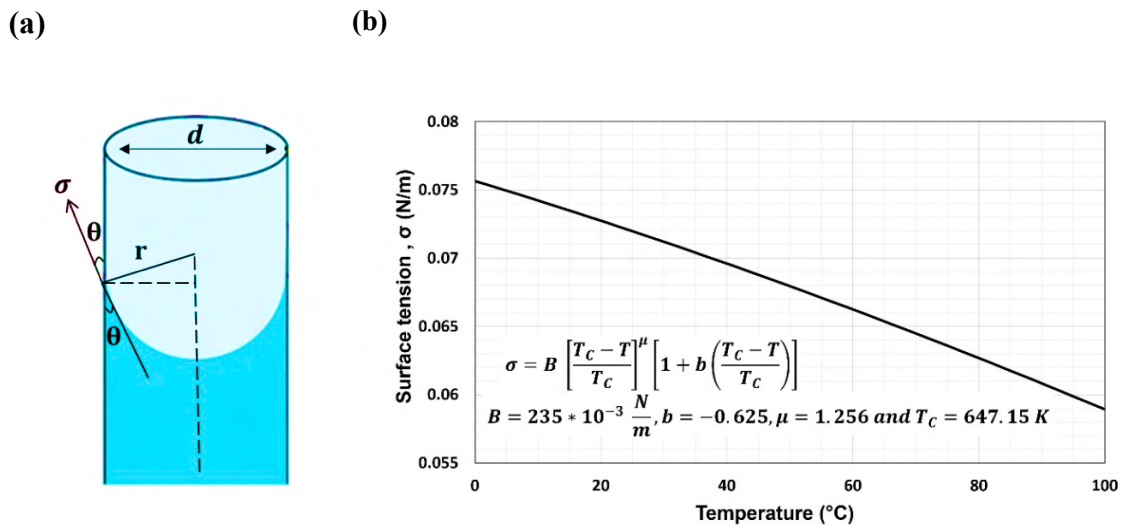 (a)
(b)
d
σ
θ
r
θ
0.08
0.075
0.07
0.065
0.06
0.055
Surface tension , σ (N/m)
σ = B [(T_C − T)/T_C]^μ [1 + b ((T_C − T)/T_C)]
B = 235 * 10^−3 N/m, b = −0.625, μ = 1.256 and T_C = 647.15 K
0 20 40 60 80 100
Temperature (°C)